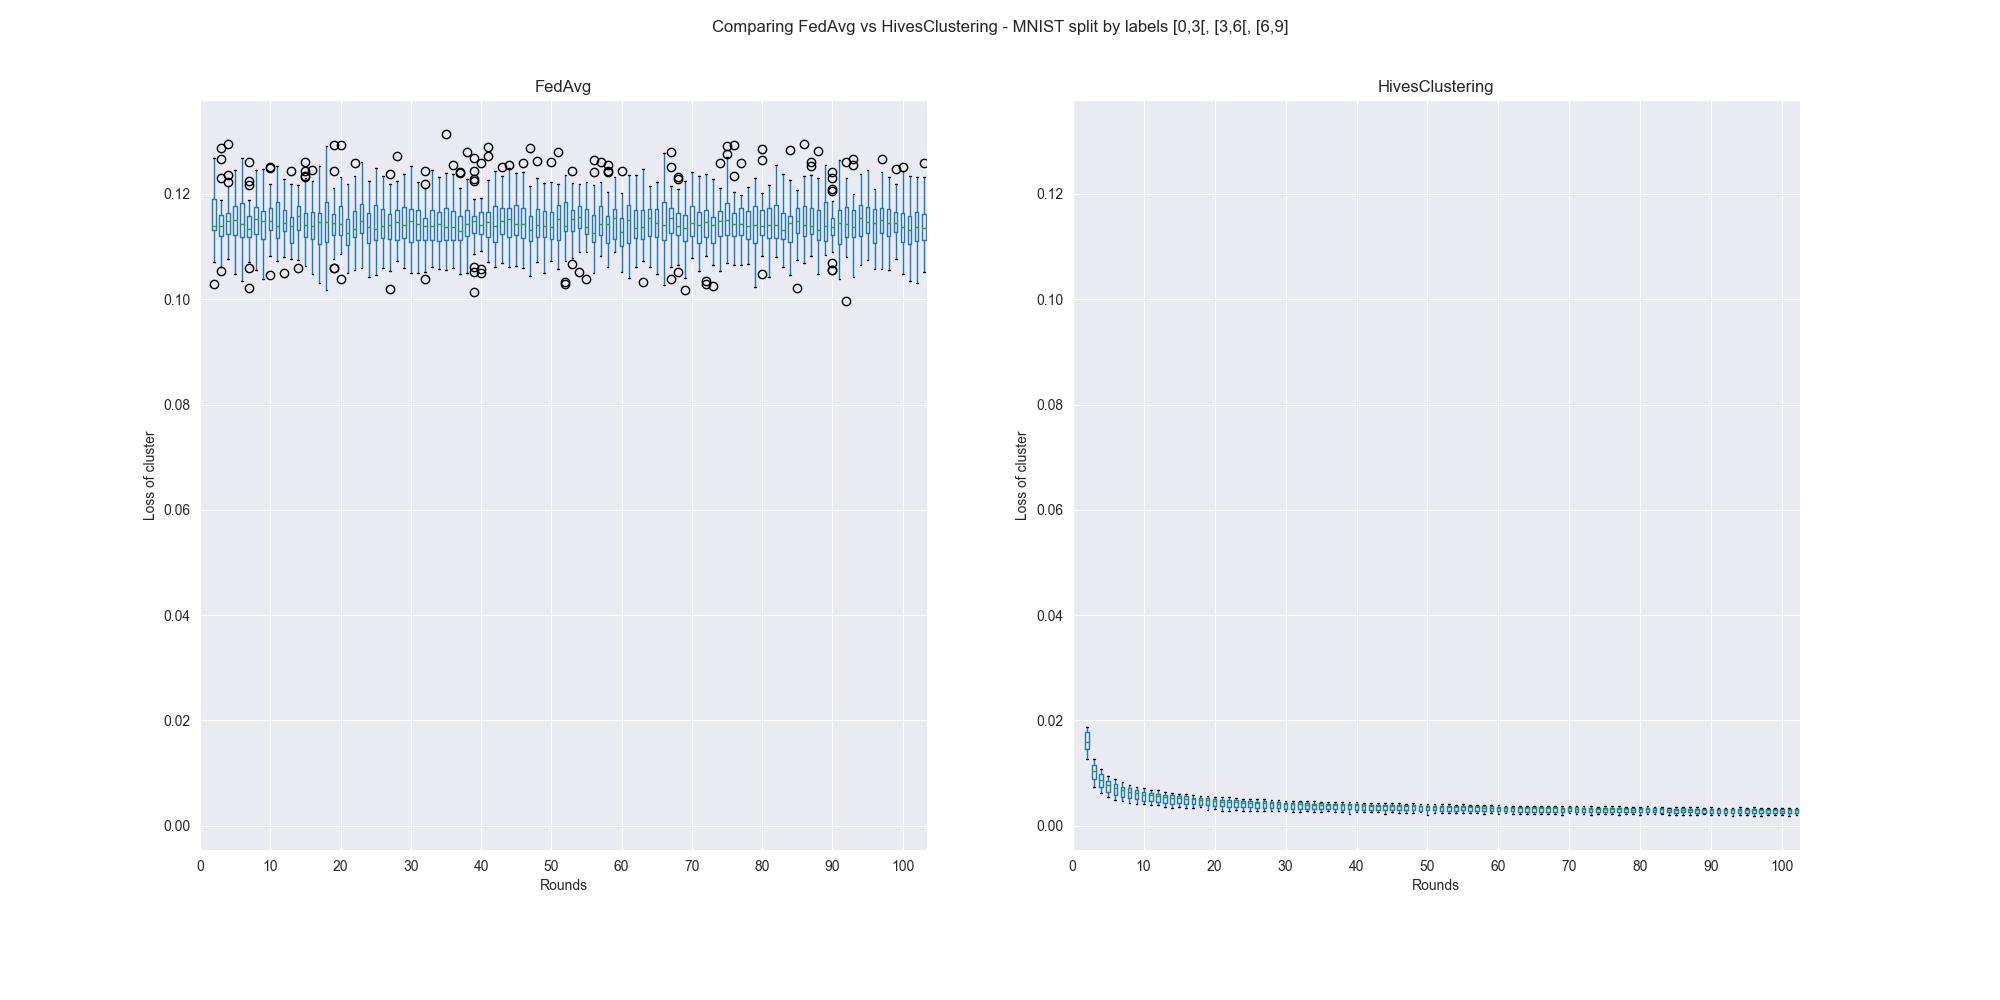 Comparing FedAvg vs HivesClustering - MNIST split by labels [0,3[, [3,6[, [6,9]
FedAvg
0.12
0.10
0.08
0.06
0.04
0.02
0.00
Loss of cluster
0 10 20 30 40 50 60 70 80 90 100
Rounds
HivesClustering
0.12
0.10
0.08
0.06
0.04
0.02
0.00
Loss of cluster
0 10 20 30 40 50 60 70 80 90 100
Rounds